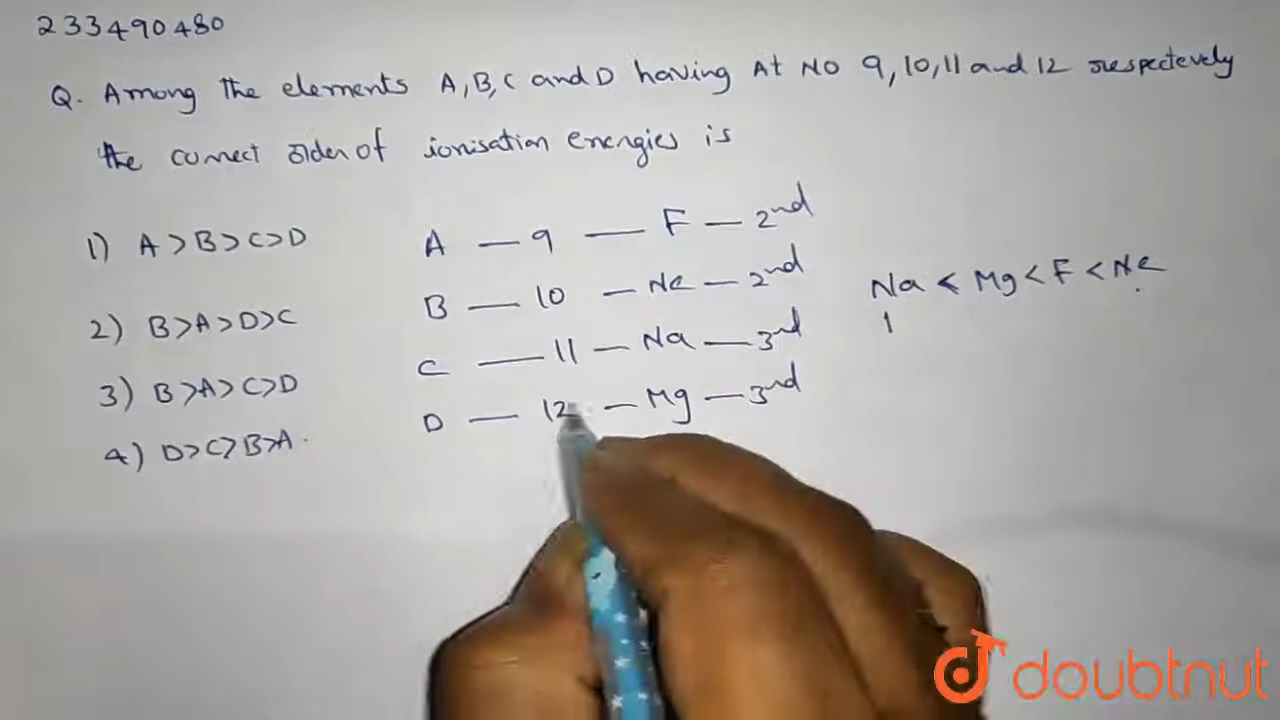 233490480
Q. Among the elements A, B, C and D having At No 9, 10, 11 and 12 respectevely
the correct order of ionisation energies is
1) A > B > C > D
2) B > A > D > C
3) B > A > C > D
4) D > C > B > A.
A — 9 — F — 2nd
B — 10 — Ne — 2nd
C — 11 — Na — 3rd
D — 12 — Mg — 3rd
Na < Mg < F < Ne
1
doubtnut